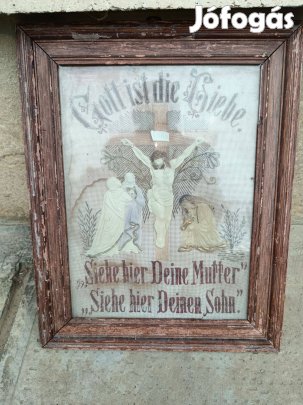 Jófogás
Gott ist die Liebe.
„Siehe hier Deine Mutter"
„Siehe hier Deinen Sohn."